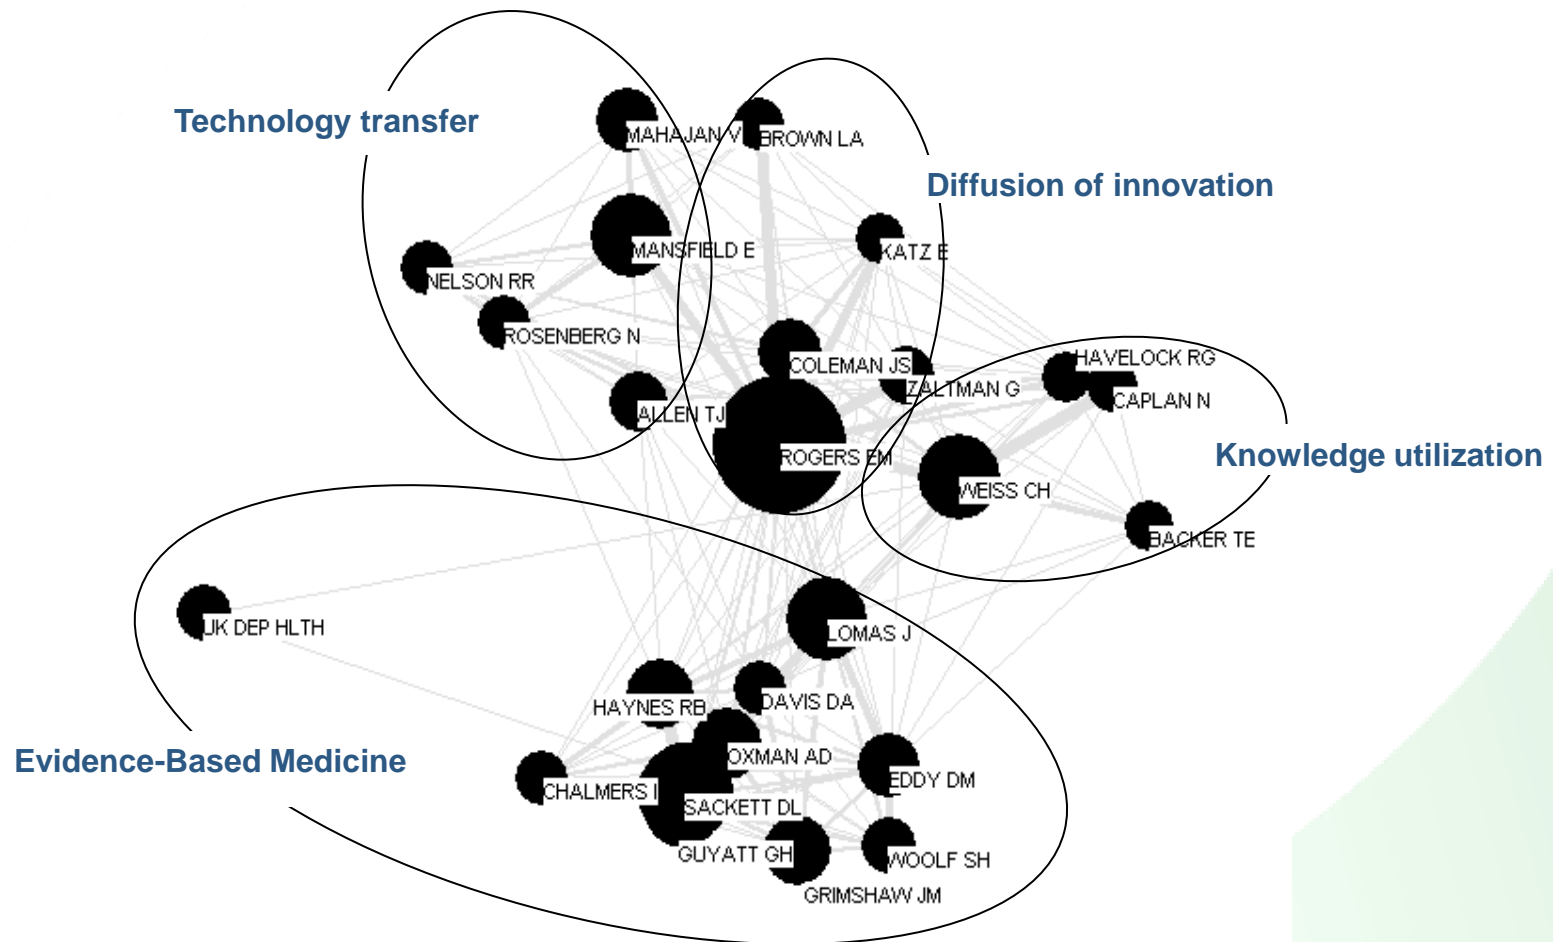 Technology transfer
MAHAJAN V
BROWN LA
Diffusion of innovation
MANSFIELD E
KATZ E
NELSON RR
ROSENBERG N
COLEMAN JS
HAVELOCK RG
ZALTMAN G
CAPLAN N
ALLEN TJ
ROGERS EM
Knowledge utilization
WEISS CH
BACKER TE
UK DEP HLTH
LOMAS J
HAYNES RB
DAVIS DA
Evidence-Based Medicine
OXMAN AD
CHALMERS I
EDDY DM
SACKETT DL
GUYATT GH
WOOLF SH
GRIMSHAW JM